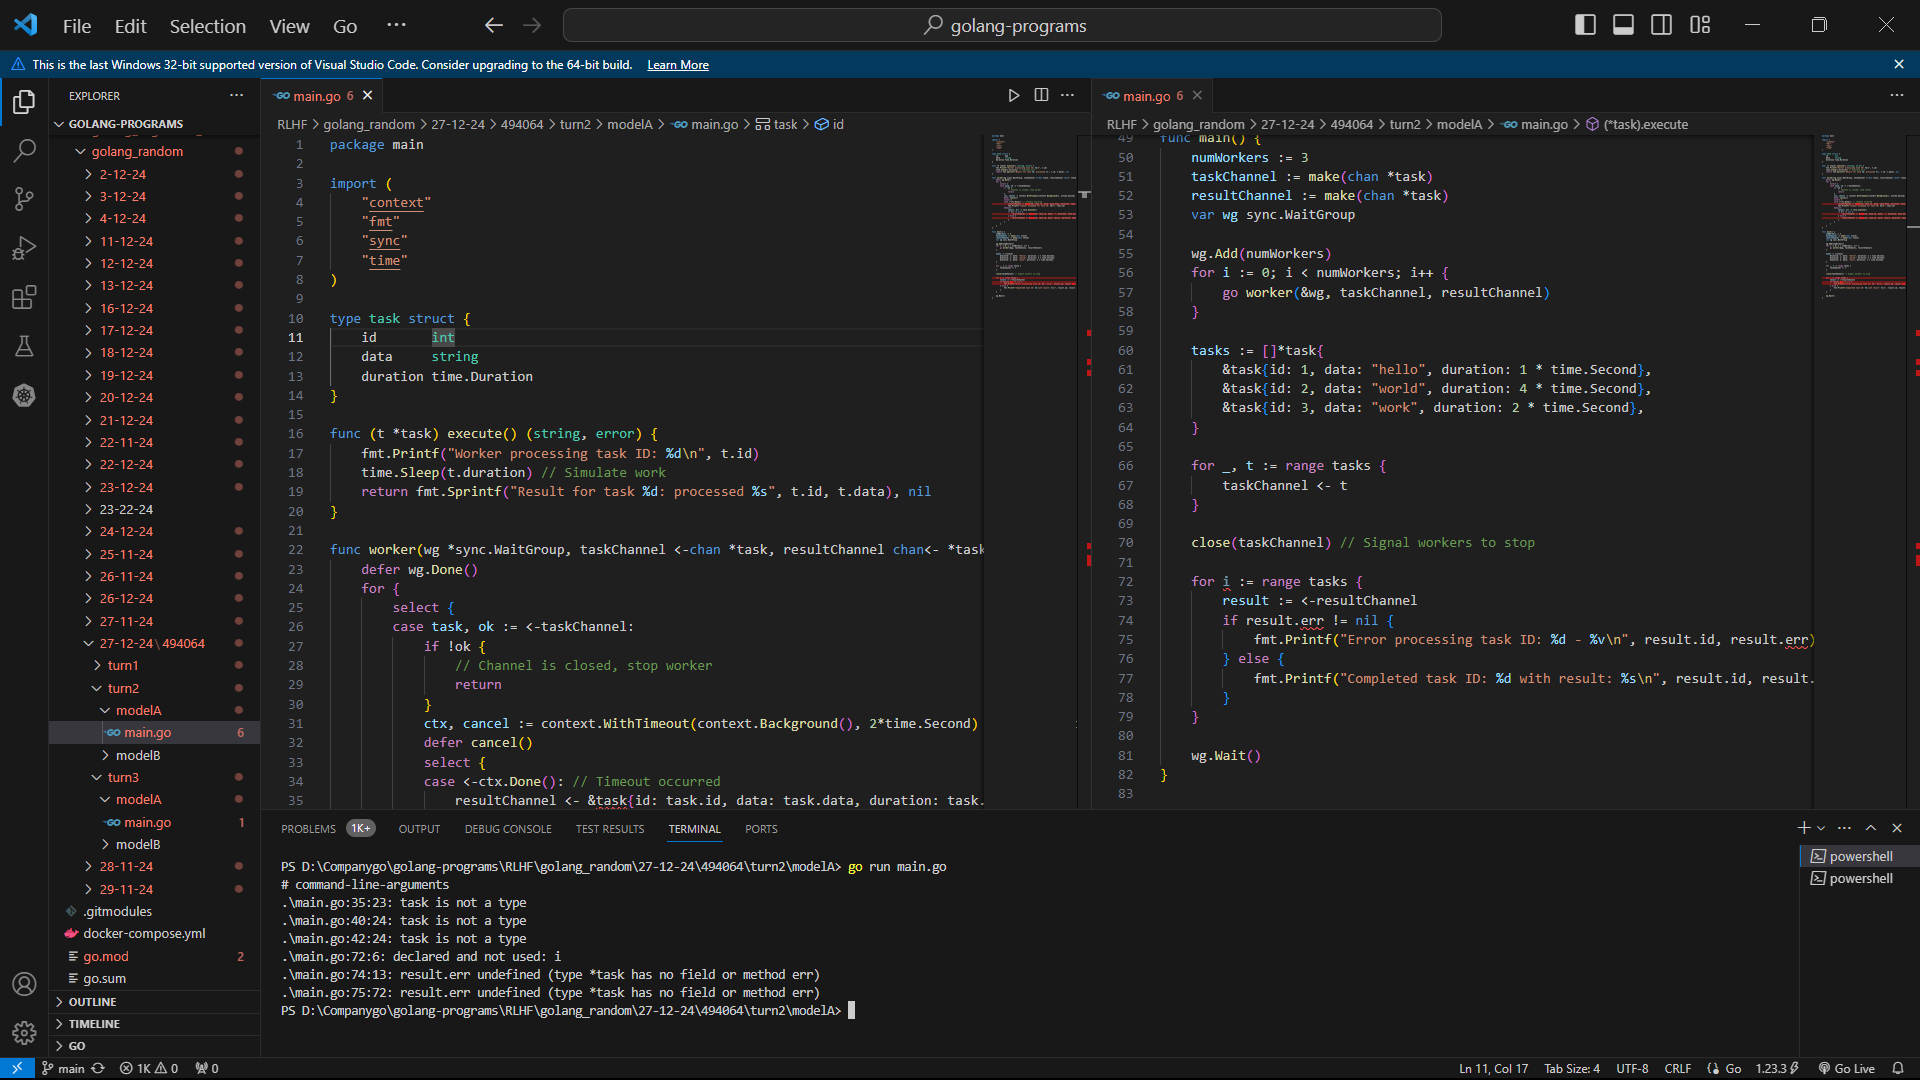 File Edit Selection View Go ···
golang-programs
This is the last Windows 32-bit supported version of Visual Studio Code. Consider upgrading to the 64-bit build. Learn More
EXPLORER
GOLANG-PROGRAMS
golang_random
2-12-24
3-12-24
4-12-24
11-12-24
12-12-24
13-12-24
16-12-24
17-12-24
18-12-24
19-12-24
20-12-24
21-12-24
22-11-24
22-12-24
23-12-24
23-22-24
24-12-24
25-11-24
26-11-24
26-12-24
27-11-24
27-12-24\494064
turn1
turn2
modelA
main.go 6
modelB
turn3
modelA
main.go 1
modelB
28-11-24
29-11-24
.gitmodules
docker-compose.yml
go.mod 2
go.sum
OUTLINE
TIMELINE
GO
main.go 6
RLHF > golang_random > 27-12-24 > 494064 > turn2 > modelA > main.go > task > id
1 package main
2
3 import (
4 "context"
5 "fmt"
6 "sync"
7 "time"
8 )
9
10 type task struct {
11 id int
12 data string
13 duration time.Duration
14 }
15
16 func (t *task) execute() (string, error) {
17 fmt.Printf("Worker processing task ID: %d\n", t.id)
18 time.Sleep(t.duration) // Simulate work
19 return fmt.Sprintf("Result for task %d: processed %s", t.id, t.data), nil
20 }
21
22 func worker(wg *sync.WaitGroup, taskChannel <-chan *task, resultChannel chan<- *task
23 defer wg.Done()
24 for {
25 select {
26 case task, ok := <-taskChannel:
27 if !ok {
28 // Channel is closed, stop worker
29 return
30 }
31 ctx, cancel := context.WithTimeout(context.Background(), 2*time.Second)
32 defer cancel()
33 select {
34 case <-ctx.Done(): // Timeout occurred
35 resultChannel <- &task{id: task.id, data: task.data, duration: task.
main.go 6
RLHF > golang_random > 27-12-24 > 494064 > turn2 > modelA > main.go > (*task).execute
49 func main() {
50 numWorkers := 3
51 taskChannel := make(chan *task)
52 resultChannel := make(chan *task)
53 var wg sync.WaitGroup
54
55 wg.Add(numWorkers)
56 for i := 0; i < numWorkers; i++ {
57 go worker(&wg, taskChannel, resultChannel)
58 }
59
60 tasks := []*task{
61 &task{id: 1, data: "hello", duration: 1 * time.Second},
62 &task{id: 2, data: "world", duration: 4 * time.Second},
63 &task{id: 3, data: "work", duration: 2 * time.Second},
64 }
65
66 for _, t := range tasks {
67 taskChannel <- t
68 }
69
70 close(taskChannel) // Signal workers to stop
71
72 for i := range tasks {
73 result := <-resultChannel
74 if result.err != nil {
75 fmt.Printf("Error processing task ID: %d - %v\n", result.id, result.err)
76 } else {
77 fmt.Printf("Completed task ID: %d with result: %s\n", result.id, result.
78 }
79 }
80
81 wg.Wait()
82 }
83
PROBLEMS 1K+ OUTPUT DEBUG CONSOLE TEST RESULTS TERMINAL PORTS
PS D:\Companygo\golang-programs\RLHF\golang_random\27-12-24\494064\turn2\modelA> go run main.go
# command-line-arguments
.\main.go:35:23: task is not a type
.\main.go:40:24: task is not a type
.\main.go:42:24: task is not a type
.\main.go:72:6: declared and not used: i
.\main.go:74:13: result.err undefined (type *task has no field or method err)
.\main.go:75:72: result.err undefined (type *task has no field or method err)
PS D:\Companygo\golang-programs\RLHF\golang_random\27-12-24\494064\turn2\modelA>
powershell
powershell
main 1K 0 0 Ln 11, Col 17 Tab Size: 4 UTF-8 CRLF Go 1.23.3 Go Live